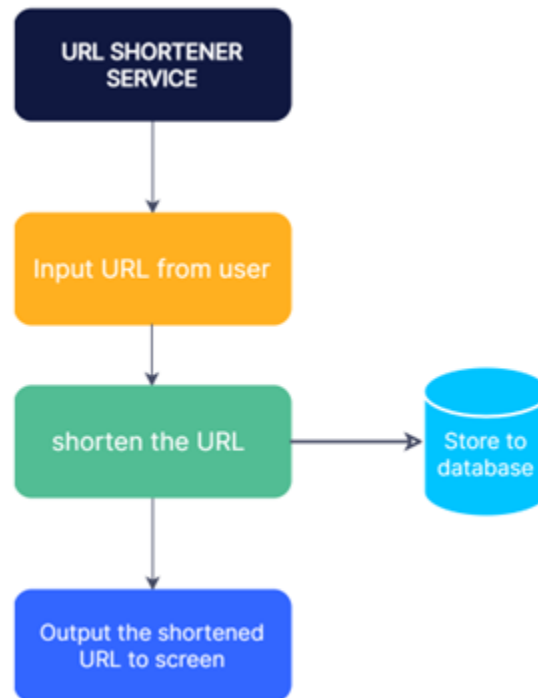 URL SHORTENER
SERVICE
Input URL from user
shorten the URL
Store to
database
Output the shortened
URL to screen